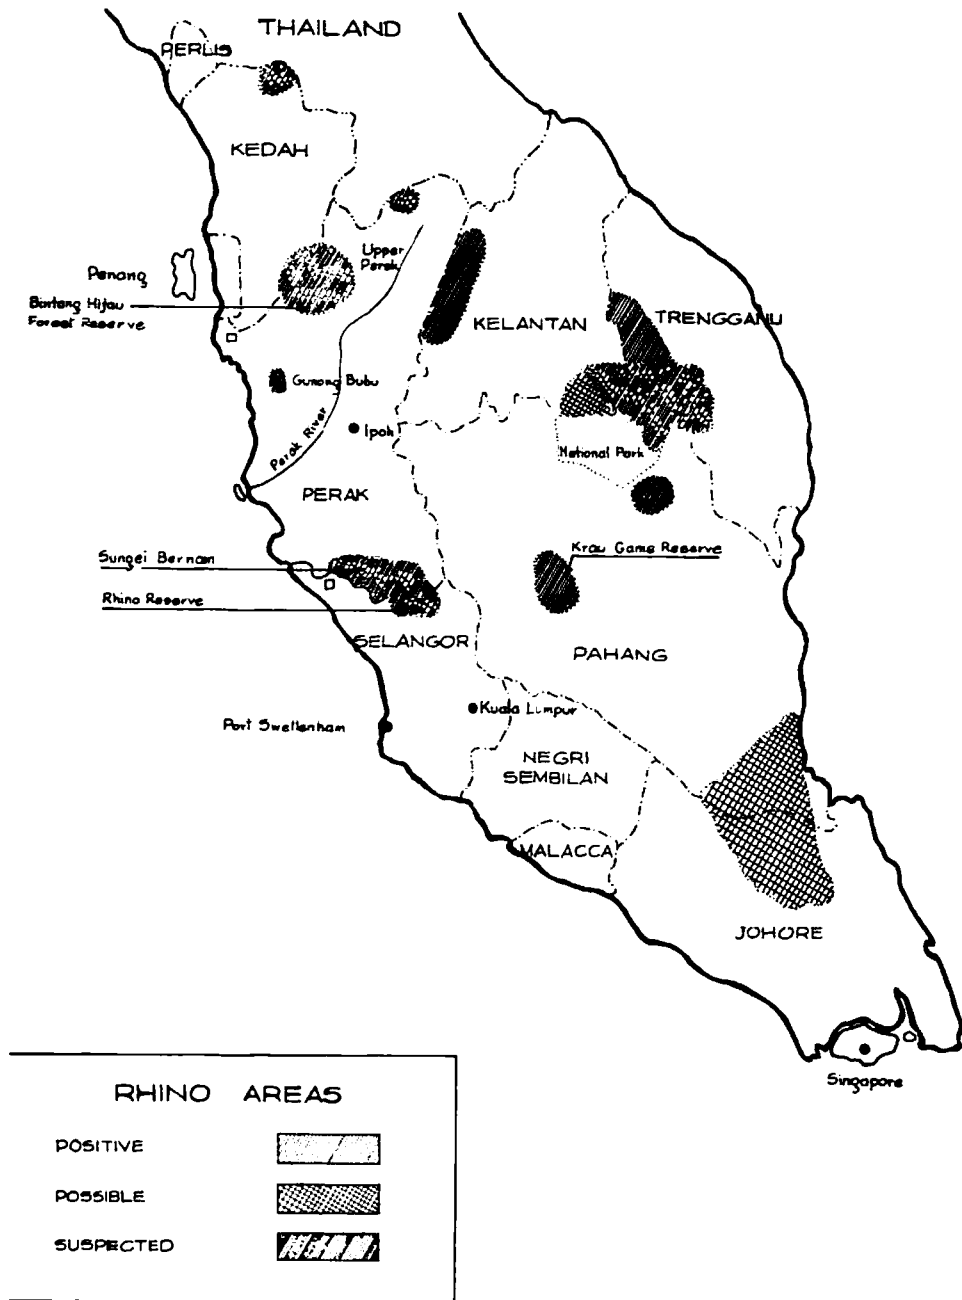 THAILAND
PERLIS
KEDAH
Penang
Upper
Perak
Bintang Hijau
Forest Reserve
KELANTAN
TRENGGANU
Gunong Bubu
Perak River
Ipoh
National Park
PERAK
Sungei Bernam
Krau Game Reserve
Rhino Reserve
SELANGOR
PAHANG
Port Swettenham
Kuala Lumpur
NEGRI
SEMBILAN
MALACCA
JOHORE
Singapore
RHINO AREAS
POSITIVE
POSSIBLE
SUSPECTED